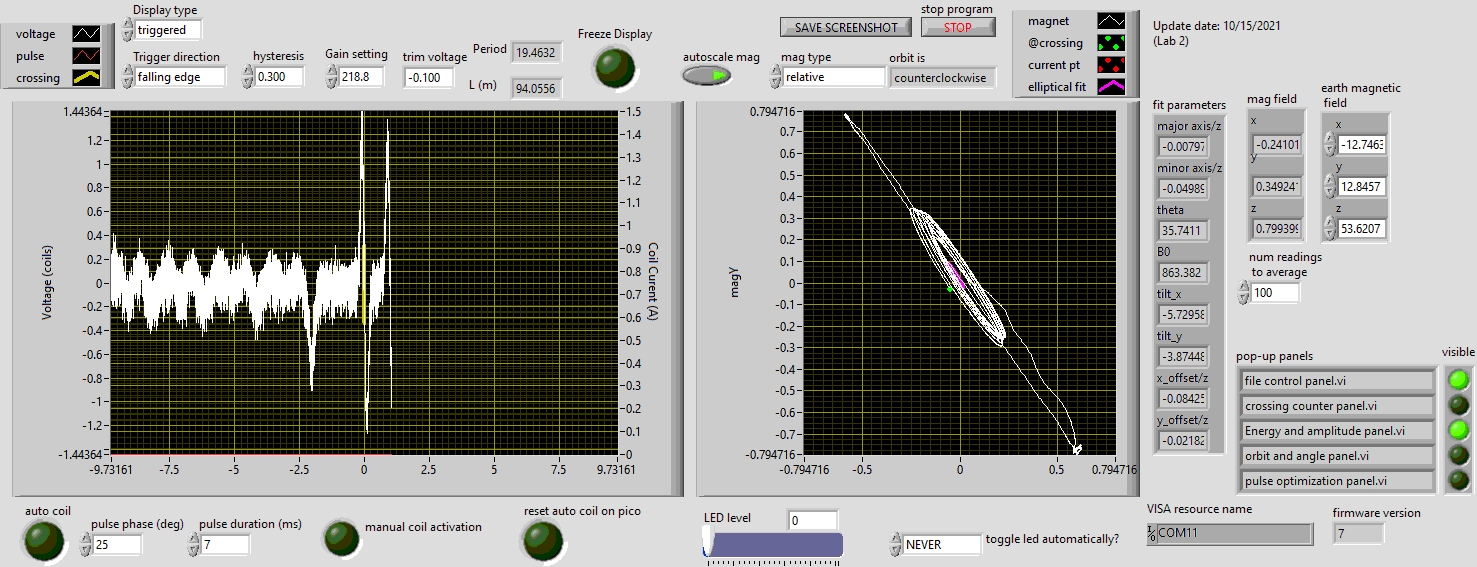 voltage
pulse
crossing
Display type
triggered
Trigger direction
falling edge
hysteresis
0.300
Gain setting
218.8
trim voltage
-0.100
Period
19.4632
L (m)
94.0556
Freeze Display
autoscale mag
SAVE SCREENSHOT
stop program
STOP
mag type
relative
orbit is
counterclockwise
magnet
@crossing
current pt
elliptical fit
Update date: 10/15/2021
(Lab 2)
1.44364
1.2
1
0.8
0.6
0.4
0.2
0
-0.2
-0.4
-0.6
-0.8
-1
-1.2
-1.44364
Voltage (coils)
-9.73161
-7.5
-5
-2.5
0
2.5
5
7.5
9.73161
1.5
1.4
1.3
1.2
1.1
1
0.9
0.8
0.7
0.6
0.5
0.4
0.3
0.2
0.1
0
Coil Curent (A)
0.794716
0.7
0.6
0.5
0.4
0.3
0.2
0.1
0
-0.1
-0.2
-0.3
-0.4
-0.5
-0.6
-0.7
-0.794716
magy
-0.794716
-0.5
0
0.5
0.794716
fit parameters
major axis/z
-0.00797
minor axis/z
-0.04989
theta
35.7411
B0
863.382
tilt_x
-5.72958
tilt_y
-3.87448
x_offset/z
-0.08425
y_offset/z
-0.02182
mag field
x
-0.24101
y
0.349241
z
0.799399
earth magnetic
field
x
-12.7463
y
12.8457
z
53.6207
num readings
to average
100
pop-up panels
visible
file control panel.vi
crossing counter panel.vi
Energy and amplitude panel.vi
orbit and angle panel.vi
pulse optimization panel.vi
auto coil
pulse phase (deg)
25
pulse duration (ms)
7
manual coil activation
reset auto coil on pico
LED level
0
NEVER
toggle led automatically?
VISA resource name
COM11
firmware version
7